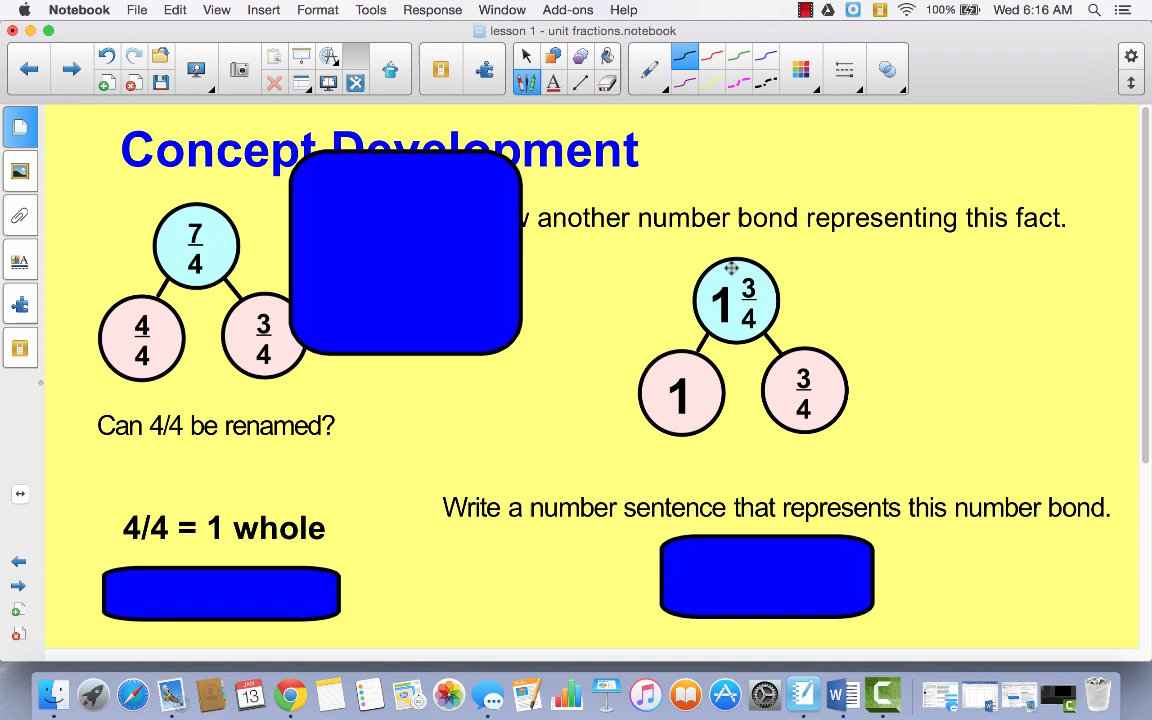 Notebook File Edit View Insert Format Tools Response Window Add-ons Help 100% Wed 6:16 AM
lesson 1 - unit fractions.notebook
Concept Development
another number bond representing this fact.
7
4
4
4
3
4
1 3
4
1
3
4
Can 4/4 be renamed?
Write a number sentence that represents this number bond.
4/4 = 1 whole
JAN
13